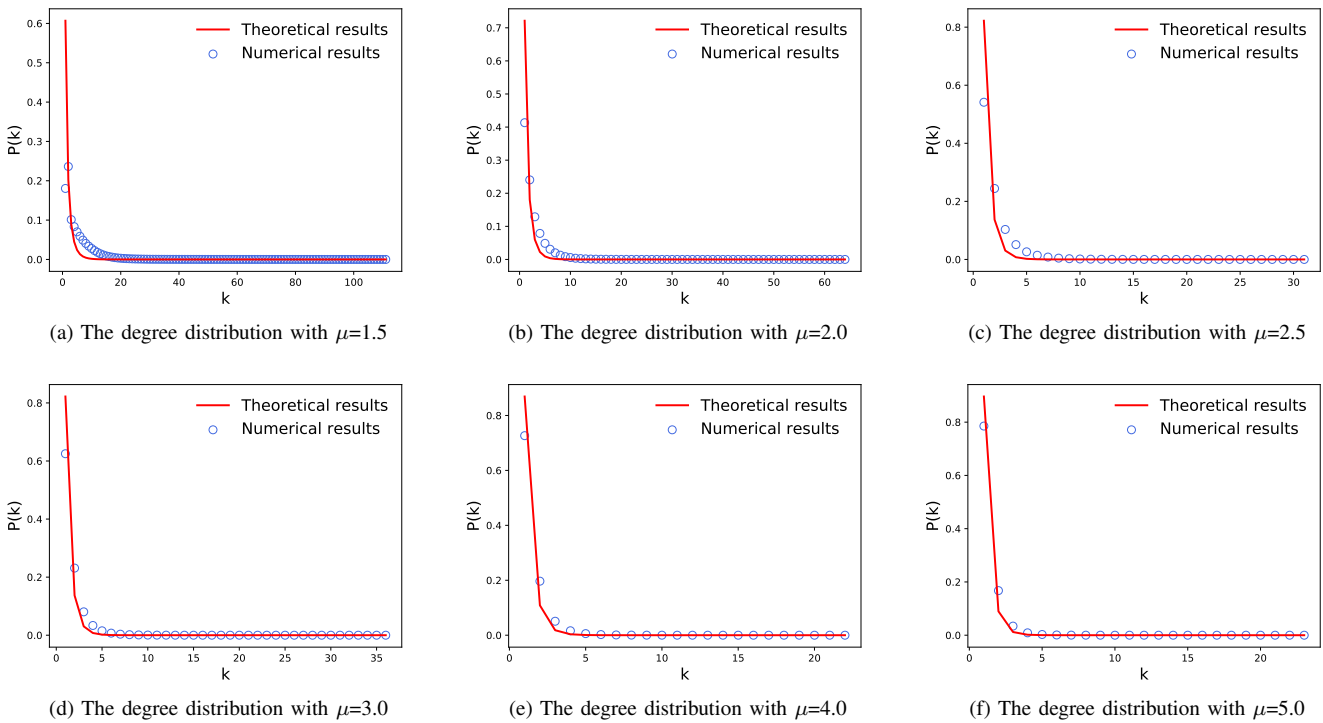 0.6
0.5
0.4
0.3
0.2
0.1
0.0
P(k)
Theoretical results
Numerical results
0 20 40 60 80 100
k
(a) The degree distribution with μ=1.5
0.7
0.6
0.5
0.4
0.3
0.2
0.1
0.0
P(k)
Theoretical results
Numerical results
0 10 20 30 40 50 60
k
(b) The degree distribution with μ=2.0
0.8
0.6
0.4
0.2
0.0
P(k)
Theoretical results
Numerical results
0 5 10 15 20 25 30
k
(c) The degree distribution with μ=2.5
0.8
0.6
0.4
0.2
0.0
P(k)
Theoretical results
Numerical results
0 5 10 15 20 25 30 35
k
(d) The degree distribution with μ=3.0
0.8
0.6
0.4
0.2
0.0
P(k)
Theoretical results
Numerical results
0 5 10 15 20
k
(e) The degree distribution with μ=4.0
0.8
0.6
0.4
0.2
0.0
P(k)
Theoretical results
Numerical results
0 5 10 15 20
k
(f) The degree distribution with μ=5.0